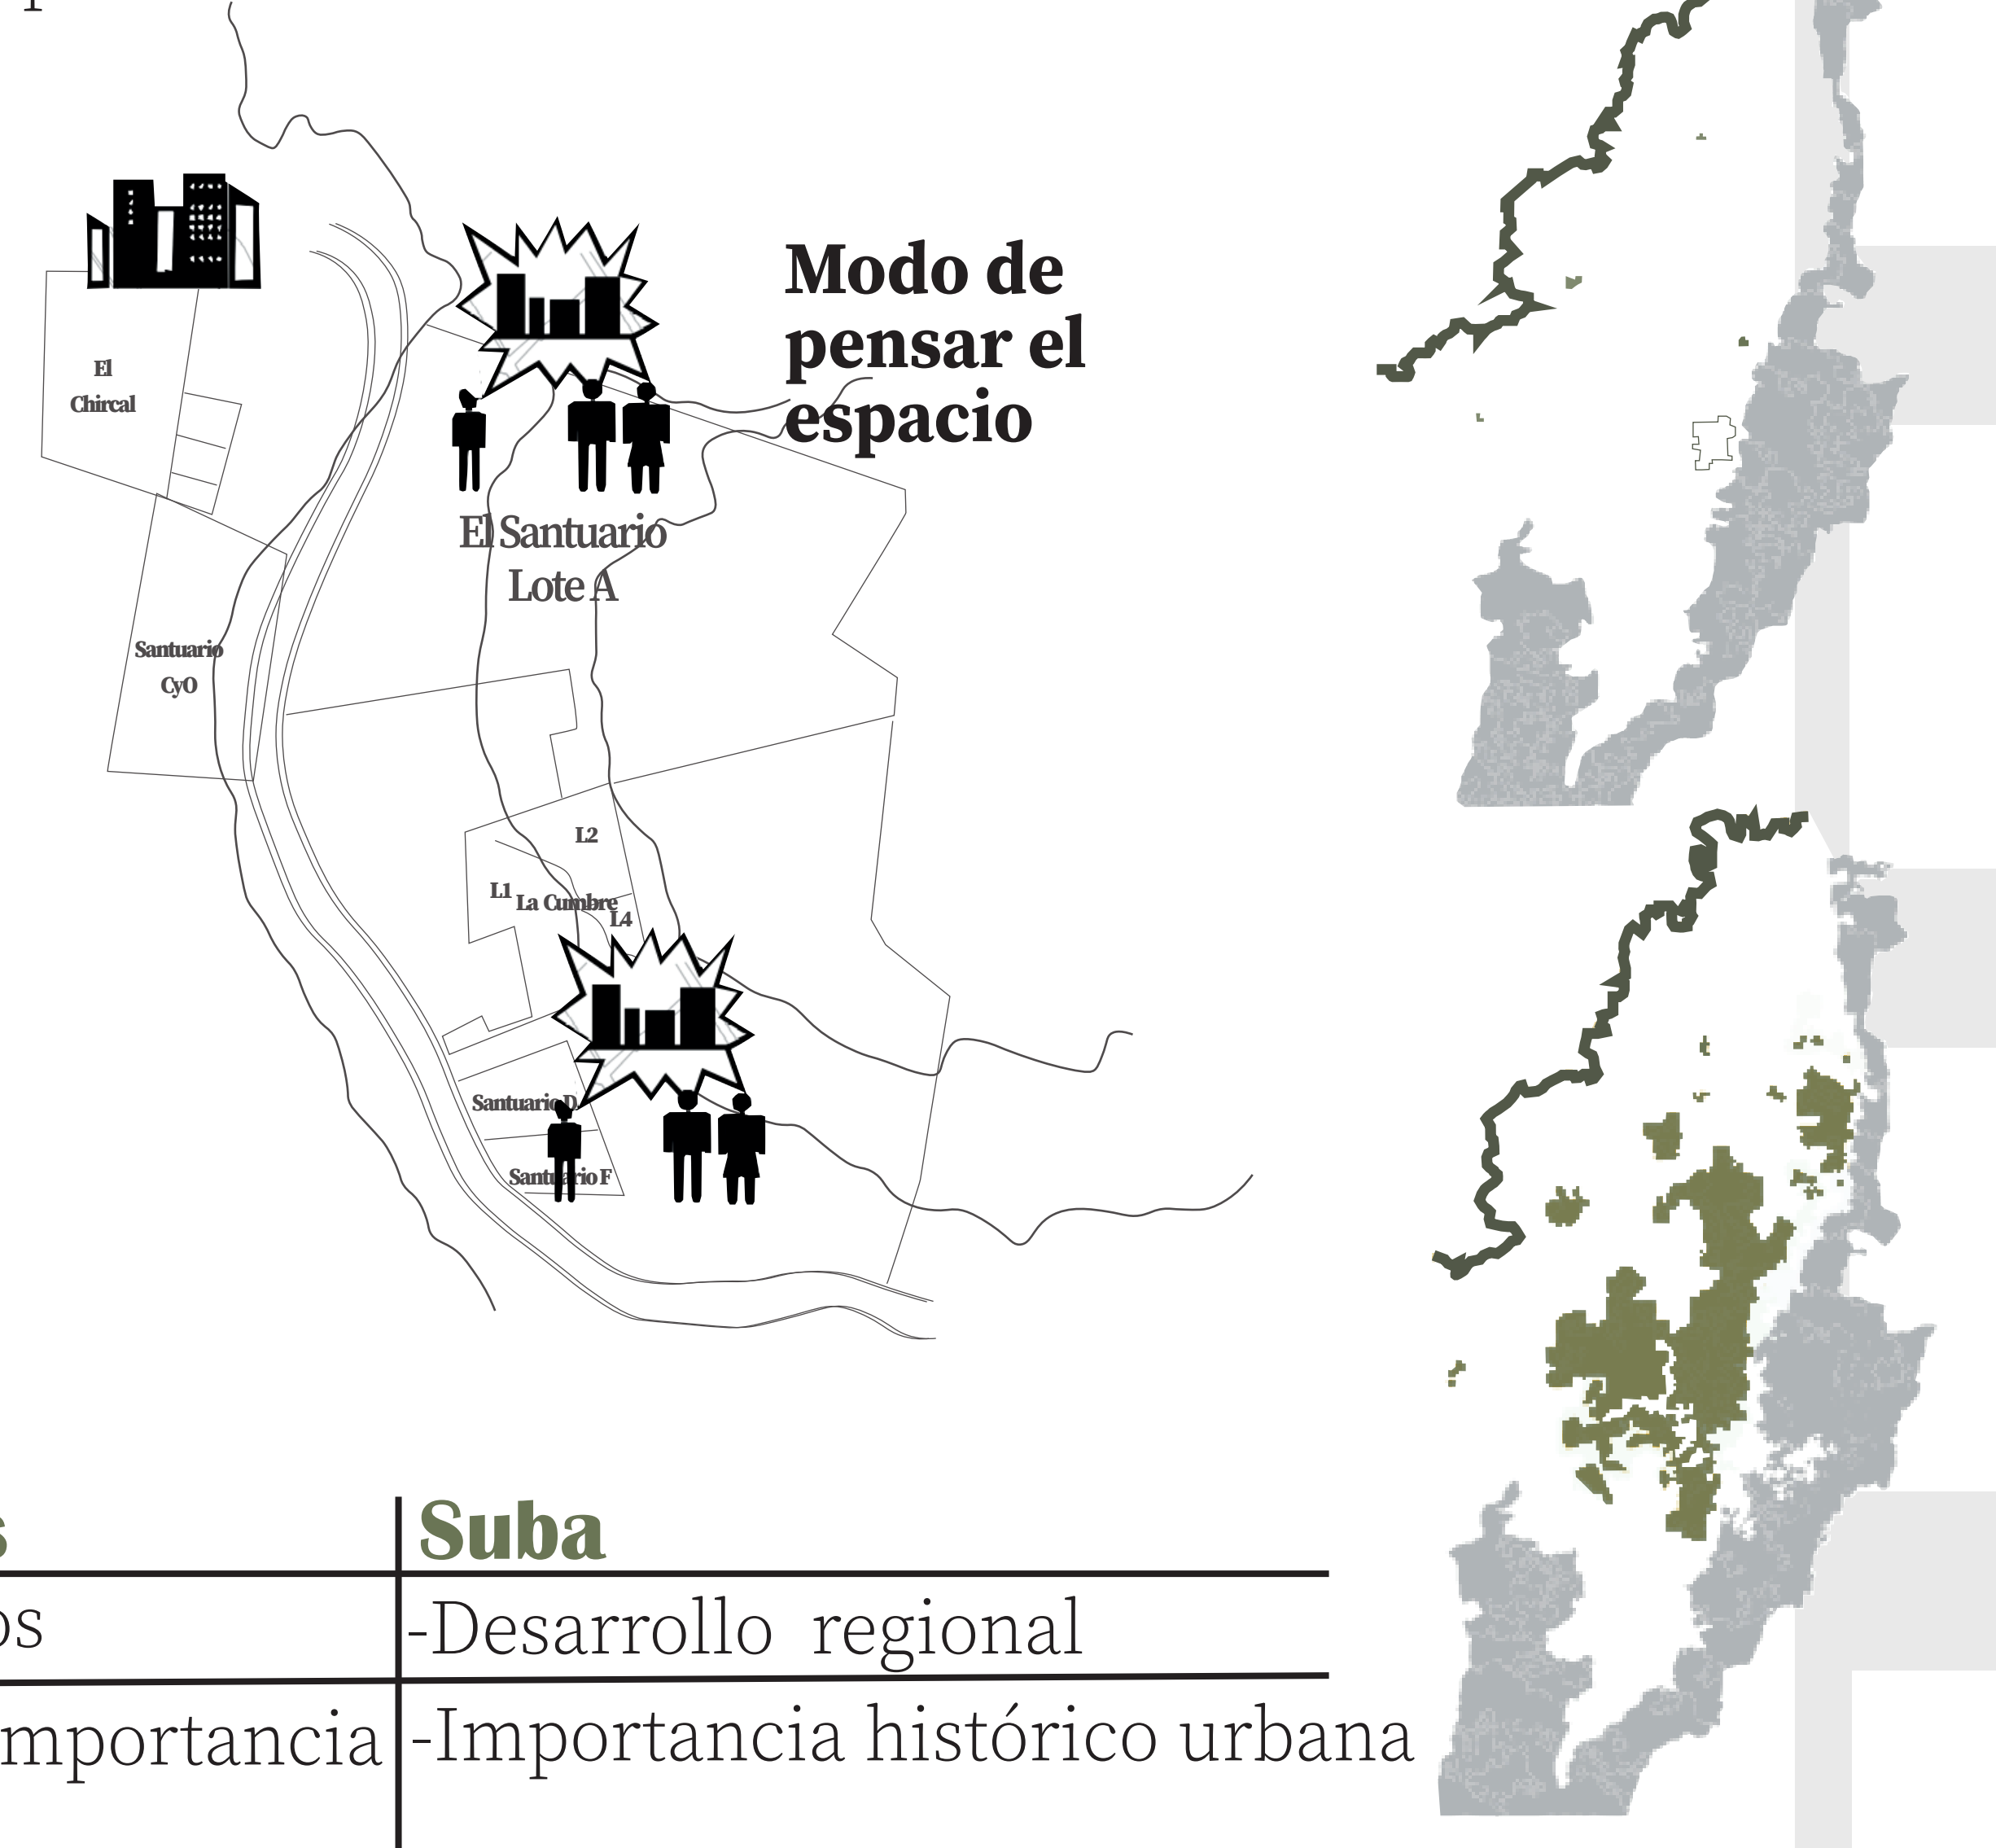 Modo de
pensar el
espacio
El
Chircal
El Santuario
Lote A
Santuario
CyO
L2
L1
La Cumbre
L4
Santuario D
Santuario F
s
Suba
os
-Desarrollo regional
mportancia
-Importancia histórico urbana